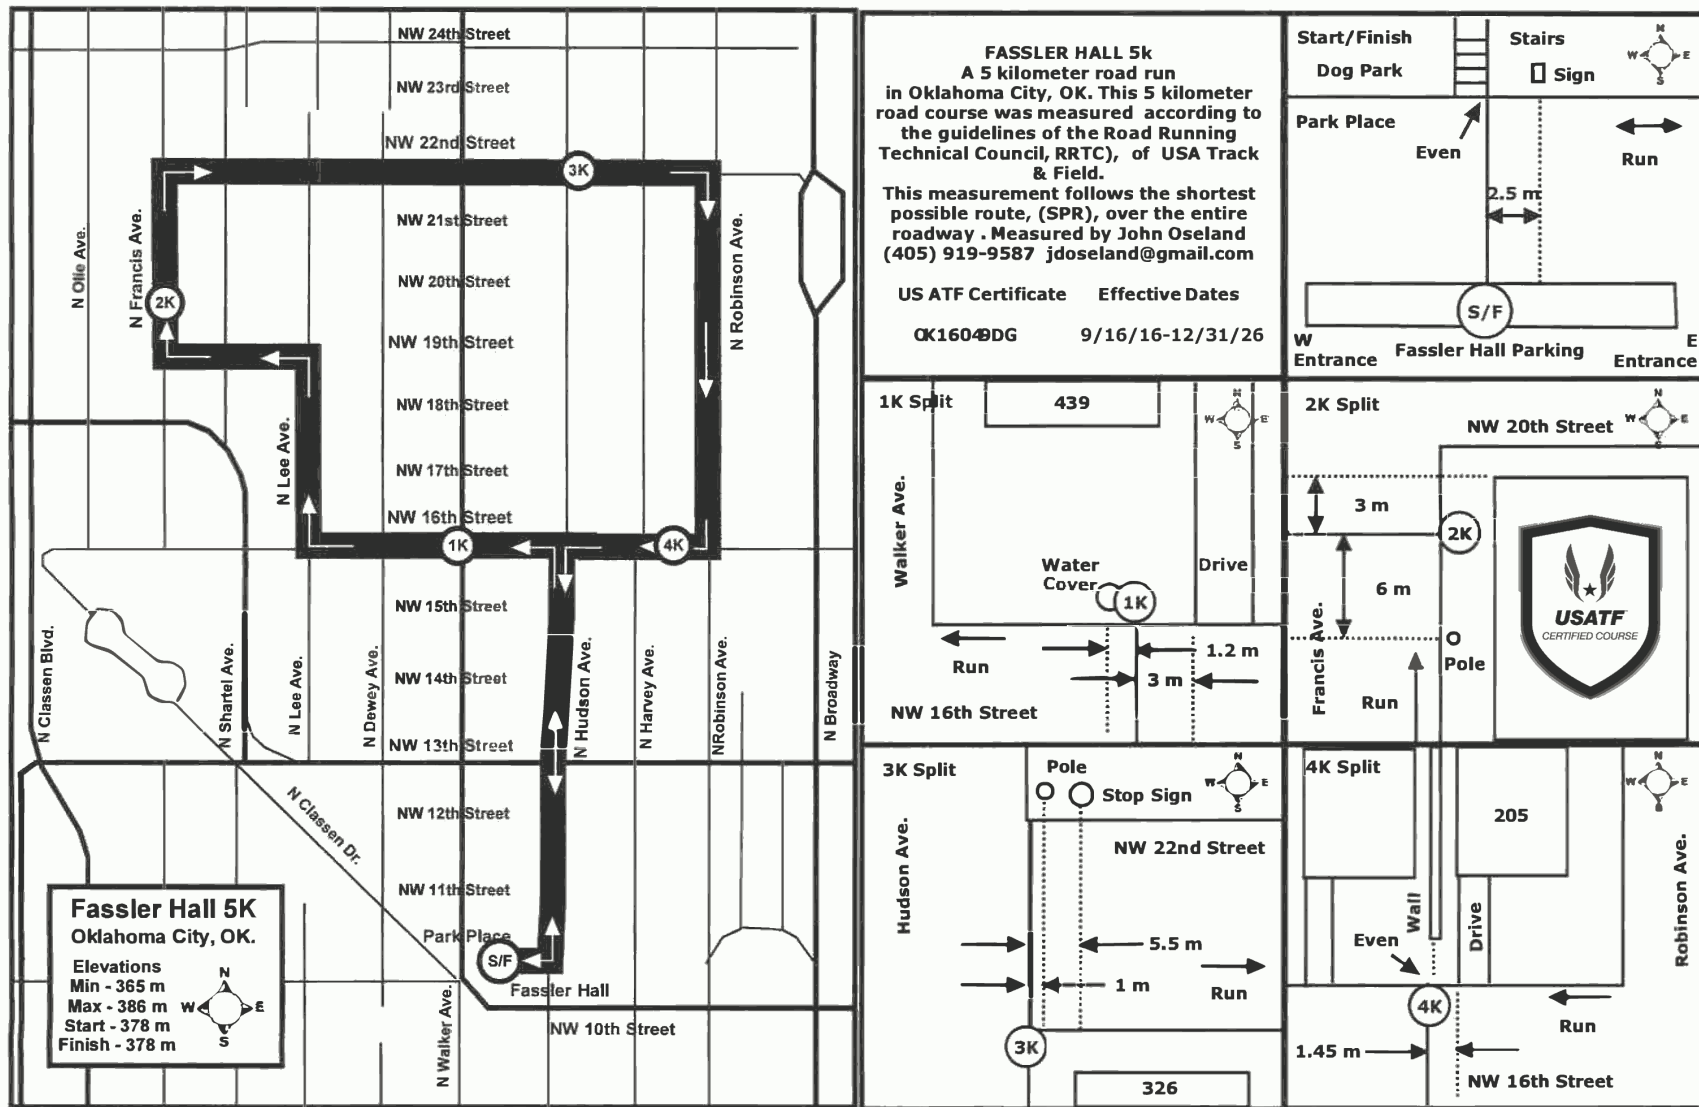 NW 24th Street
NW 23rd Street
NW 22nd Street
3K
NW 21st Street
N Olie Ave.
N Francis Ave.
N Robinson Ave.
NW 20th Street
2K
NW 19th Street
NW 18th Street
N Lee Ave.
NW 17th Street
NW 16th Street
1K
4K
NW 15th Street
N Classen Blvd.
N Shartel Ave.
N Lee Ave.
N Dewey Ave.
NW 14th Street
N Hudson Ave.
N Harvey Ave.
NRobinson Ave.
N Broadway
NW 13th Street
N Classen Dr.
NW 12th Street
NW 11th Street
Park Place
S/F
Fassler Hall
N Walker Ave.
NW 10th Street
Fassler Hall 5K
Oklahoma City, OK.
Elevations
Min - 365 m
Max - 386 m
Start - 378 m
Finish - 378 m
N
W E
S
FASSLER HALL 5k
A 5 kilometer road run
in Oklahoma City, OK. This 5 kilometer
road course was measured according to
the guidelines of the Road Running
Technical Council, RRTC), of USA Track
& Field.
This measurement follows the shortest
possible route, (SPR), over the entire
roadway . Measured by John Oseland
(405) 919-9587 jdoseland@gmail.com
US ATF Certificate Effective Dates
OK16049DG 9/16/16-12/31/26
Start/Finish Stairs
Dog Park Sign
N
W E
S
Park Place
Even
Run
2.5 m
S/F
W
Entrance
Fassler Hall Parking
E
Entrance
1K Split
439
N
W E
S
Walker Ave.
Water
Cover
1K
Drive
Run
1.2 m
3 m
NW 16th Street
2K Split
NW 20th Street
N
W E
S
3 m
2K
6 m
Francis Ave.
Pole
Run
USATF
CERTIFIED COURSE
3K Split
Pole
Stop Sign
N
W E
S
Hudson Ave.
NW 22nd Street
5.5 m
1 m
Run
3K
326
4K Split
205
N
W E
S
Wall
Drive
Robinson Ave.
Even
4K
Run
1.45 m
NW 16th Street